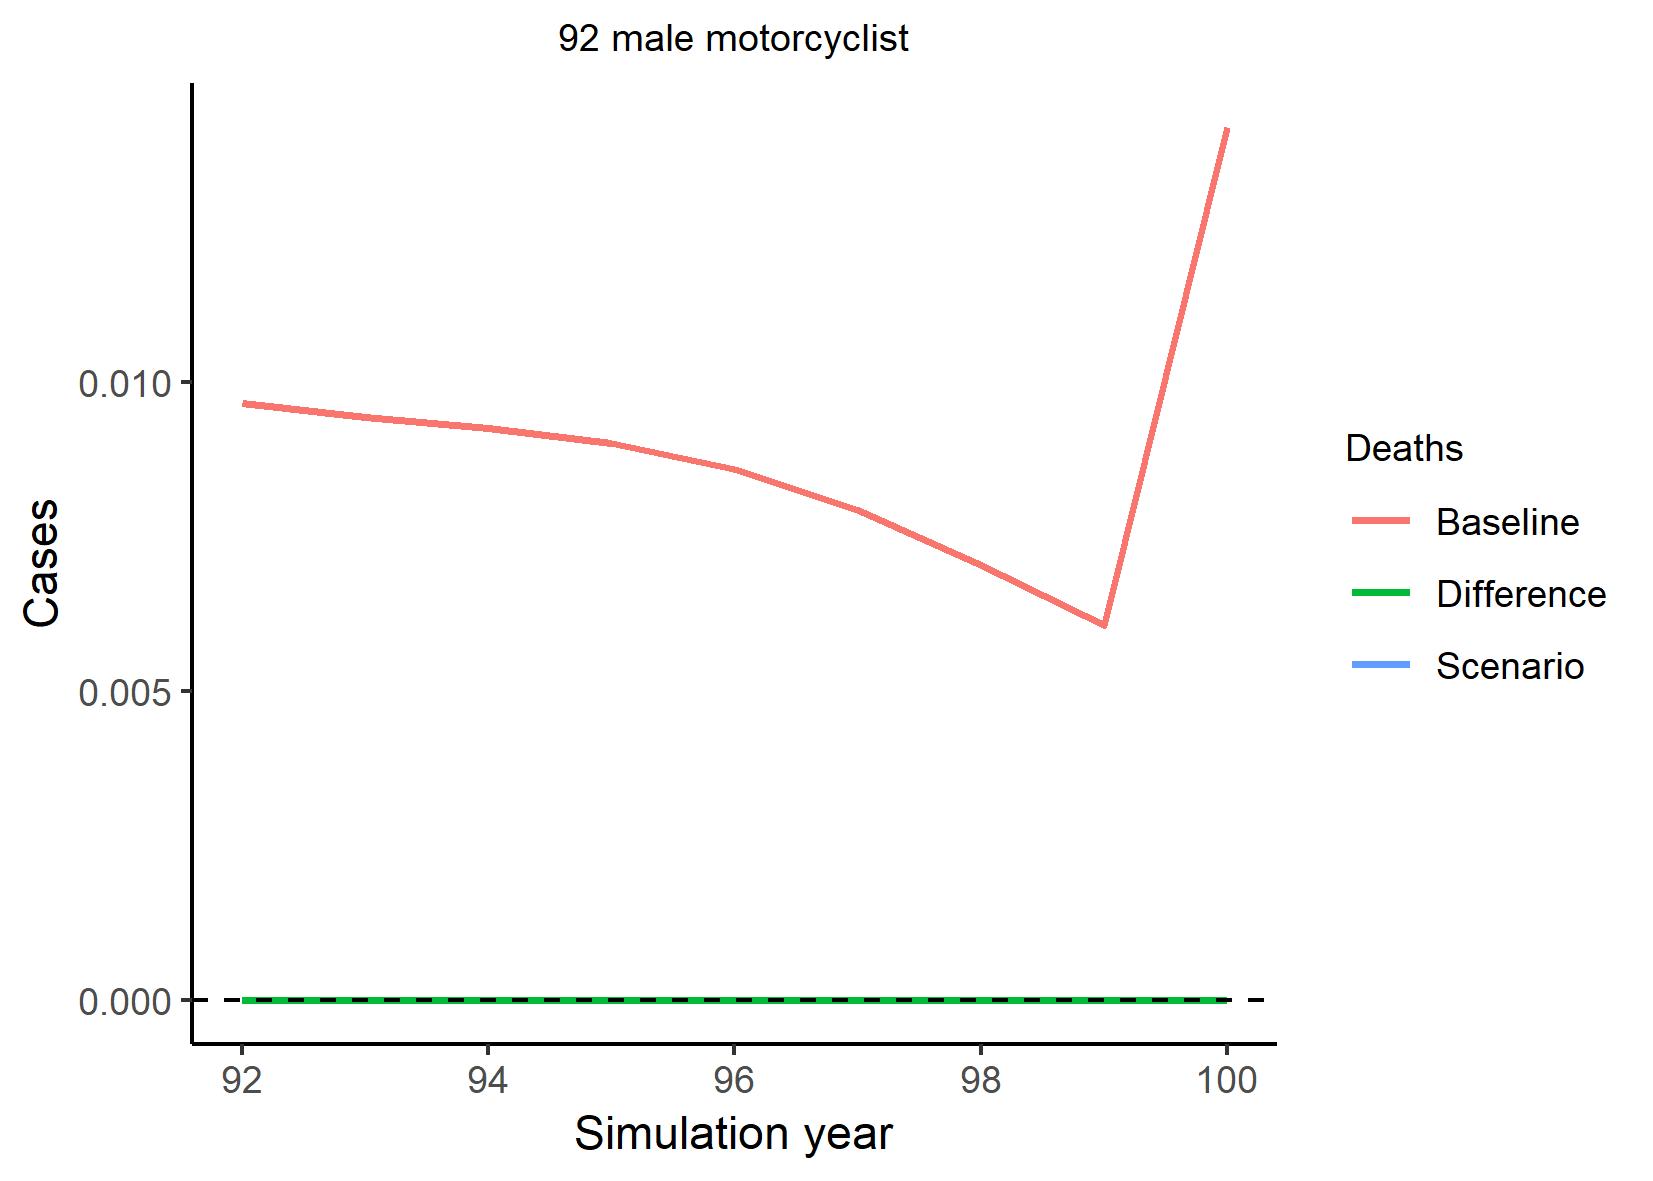 92 male motorcyclist
Cases
0.010
0.005
0.000
92 94 96 98 100
Simulation year
Deaths
Baseline
Difference
Scenario